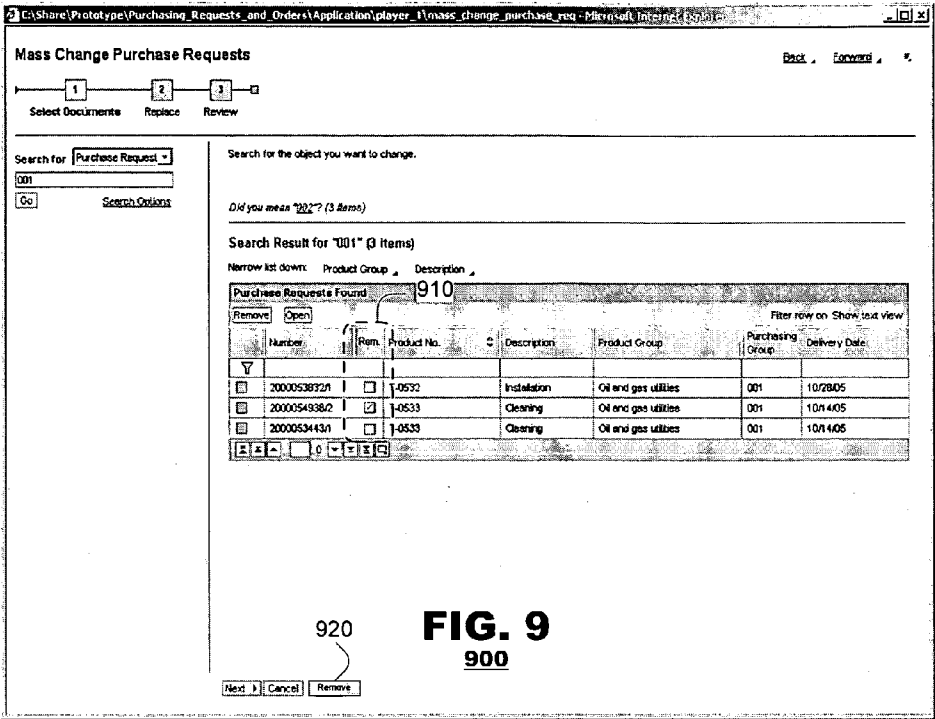 C:\Share\Prototype\Purchasing_Requests_and_Orders\Application\player_1\mass_change_purchase_req - Microsoft Internet Explorer
Mass Change Purchase Requests
Back Forward
1 2 3
Select Documents Replace Review
Search for Purchase Request
001
Go Search Options
Search for the object you want to change.
Did you mean "002"? (3 items)
Search Result for "001" (3 items)
Narrow list down: Product Group Description
910
Purchase Requests Found
Remove Open Filter row on Show text view
Number Rem. Product No. Description Product Group Purchasing Group Delivery Date
2000053832/1 1-0532 Installation Oil and gas utilities 001 10/28/05
2000054938/2 1-0533 Cleaning Oil and gas utilities 001 10/14/05
2000053443/1 1-0533 Cleaning Oil and gas utilities 001 10/14/05
920
FIG. 9
900
Next Cancel Remove